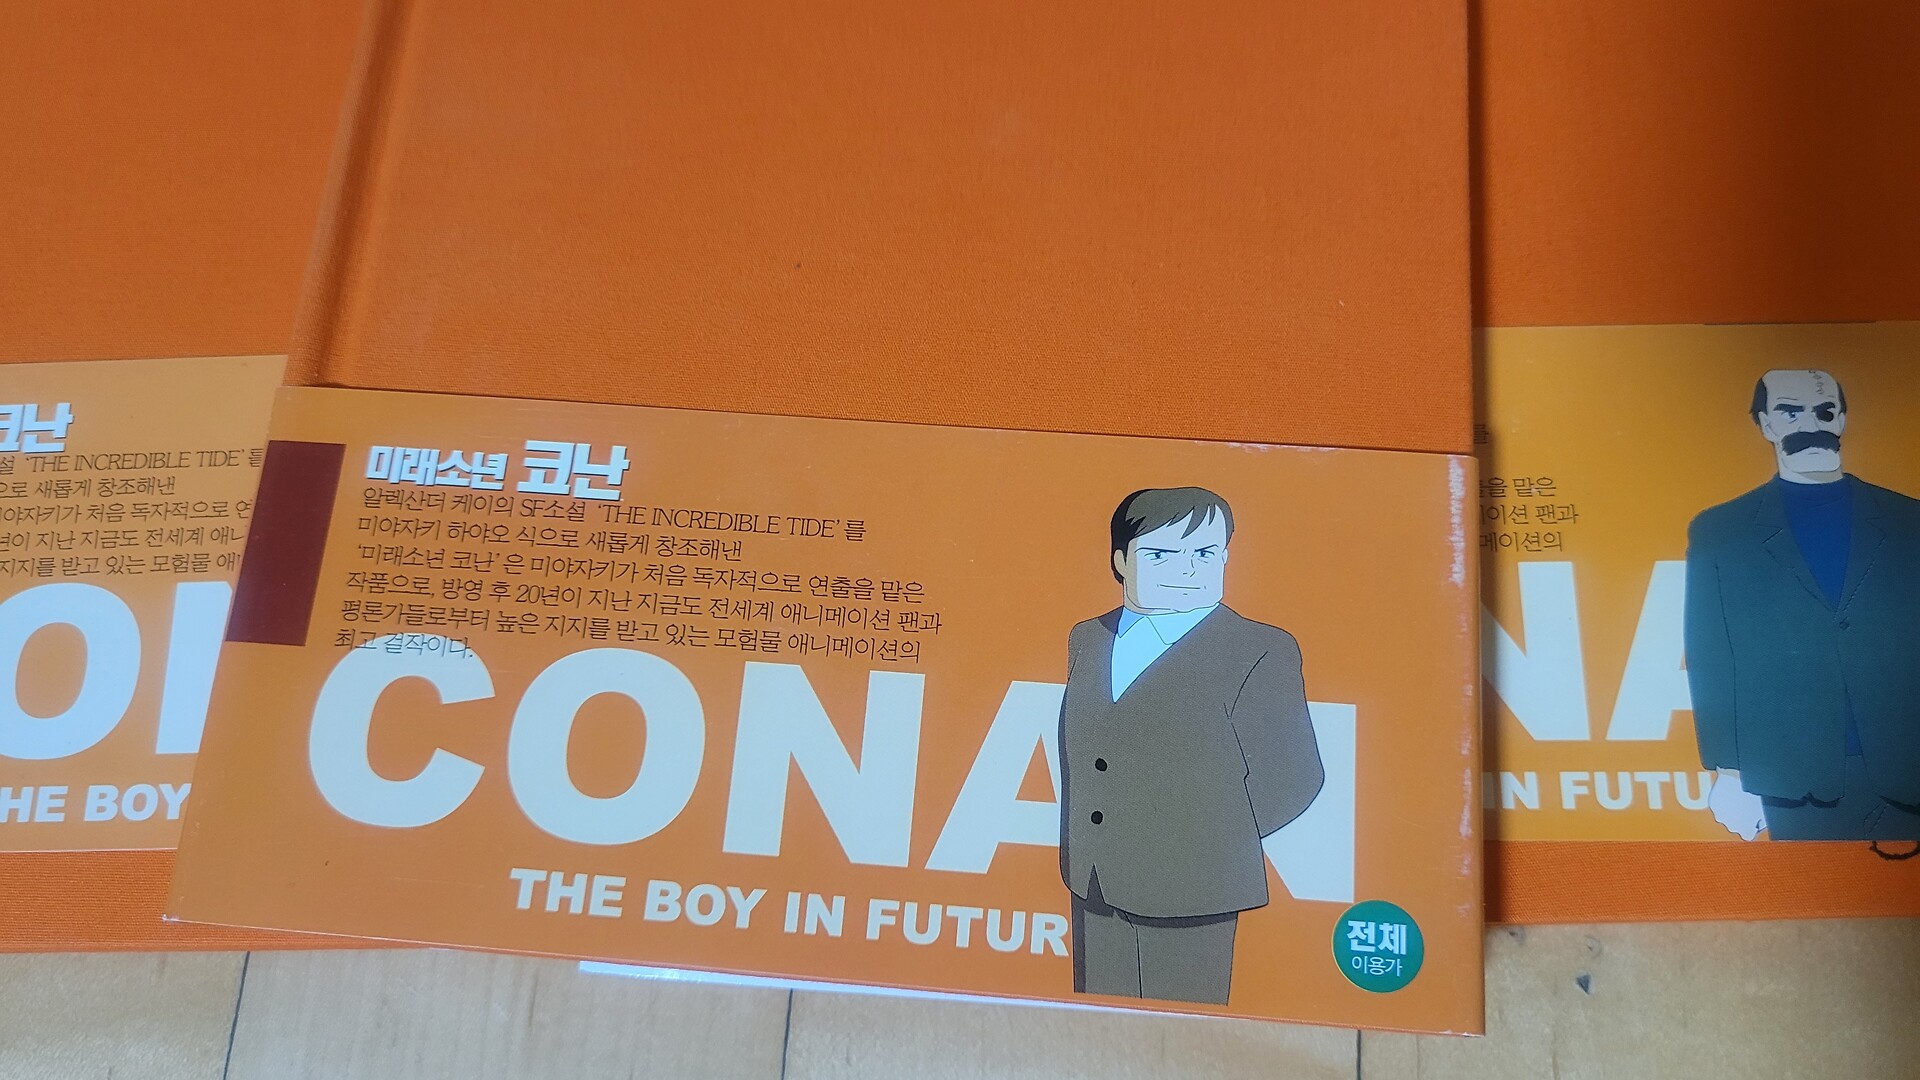 코난
설 'THE INCREDIBLE TIDE' 를
으로 새롭게 창조해낸
미야자키가 처음 독자적으로 연
년이 지난 지금도 전세계 애니
지지를 받고 있는 모험물 애니
THE BOY
미래소년 코난
알렉산더 케이의 SF소설 'THE INCREDIBLE TIDE' 를
미야자키 하야오 식으로 새롭게 창조해낸
'미래소년 코난' 은 미야자키가 처음 독자적으로 연출을 맡은
작품으로, 방영 후 20년이 지난 지금도 전세계 애니메이션 팬과
평론가들로부터 높은 지지를 받고 있는 모험물 애니메이션의
최고 걸작이다.
CONAN
THE BOY IN FUTUR
전체
이용가
를
출을 맡은
이션 팬과
메이션의
NA
IN FUTU